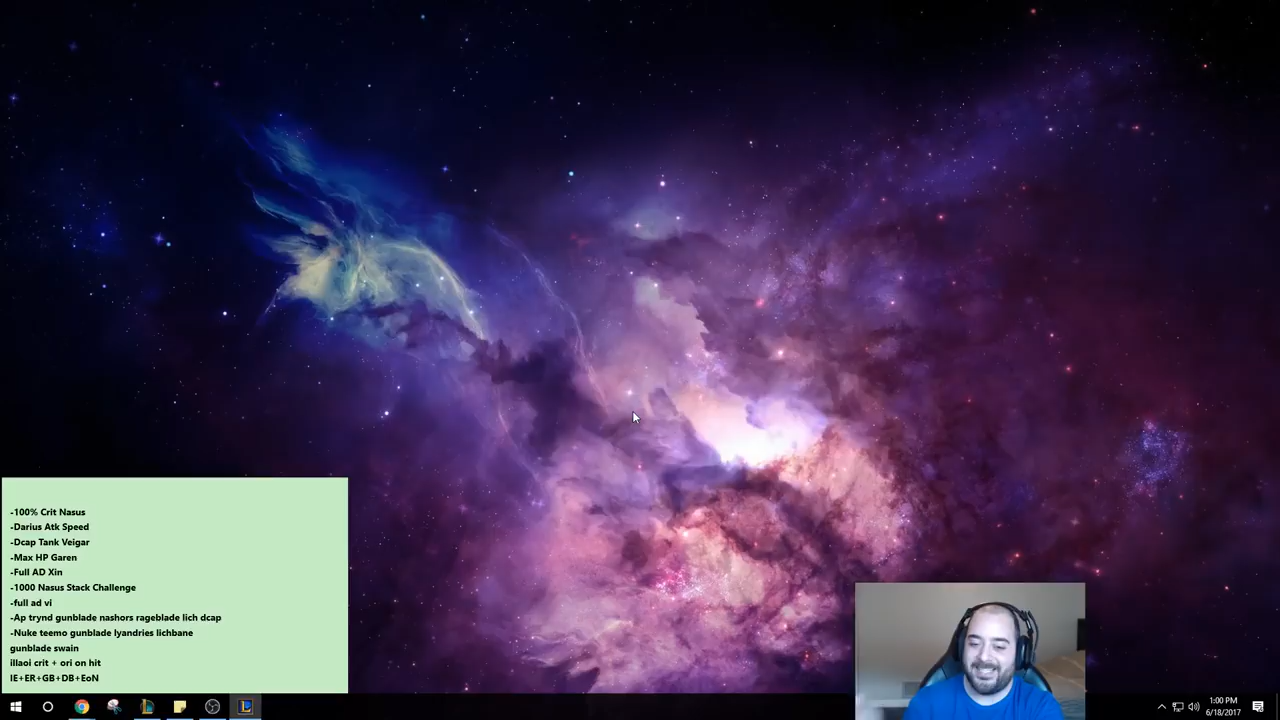 -100% Crit Nasus
-Darius Atk Speed
-Dcap Tank Veigar
-Max HP Garen
-Full AD Xin
-1000 Nasus Stack Challenge
-full ad vi
-Ap trynd gunblade nashors rageblade lich dcap
-Nuke teemo gunblade lyandries lichbane
gunblade swain
illaoi crit + ori on hit
IE+ER+GB+DB+EoN
1:00 PM
6/18/2017